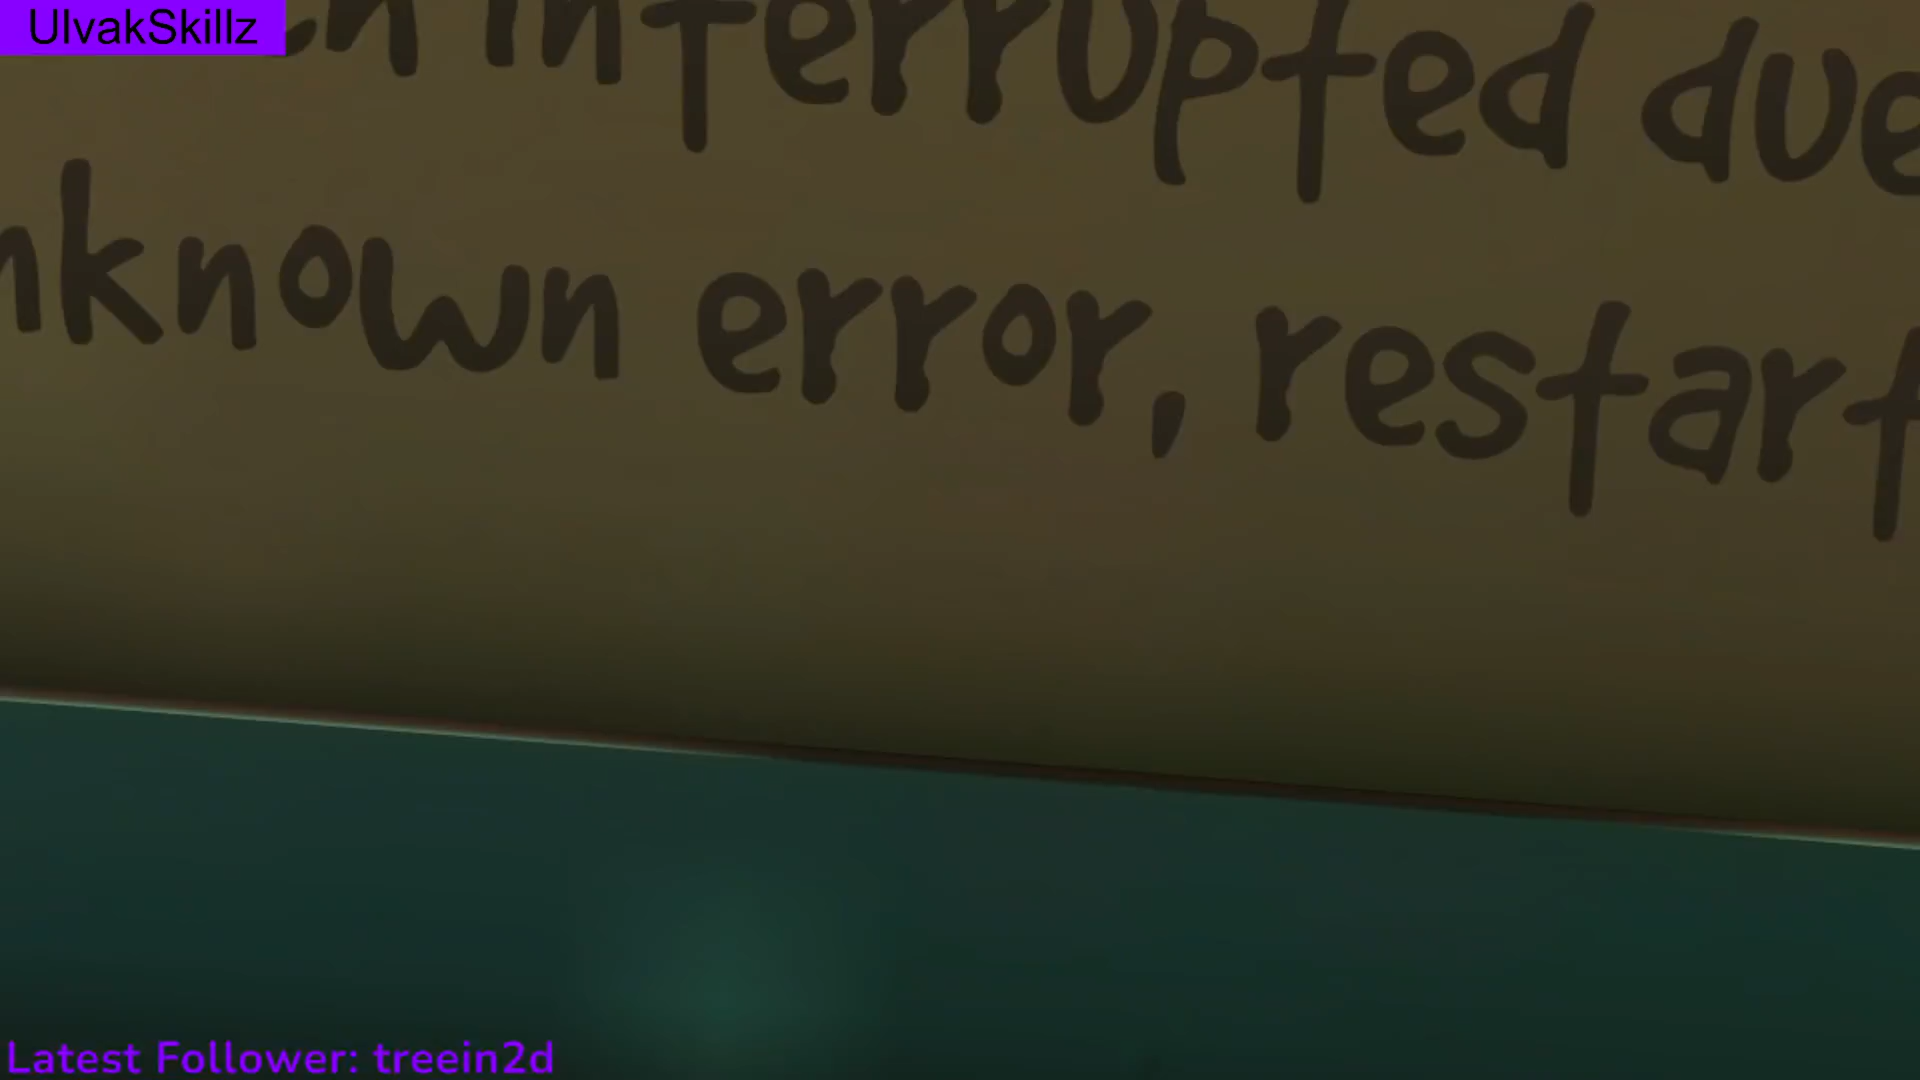 UlvakSkillz
interrupted due
nknown error, restart
Latest Follower: treein2d